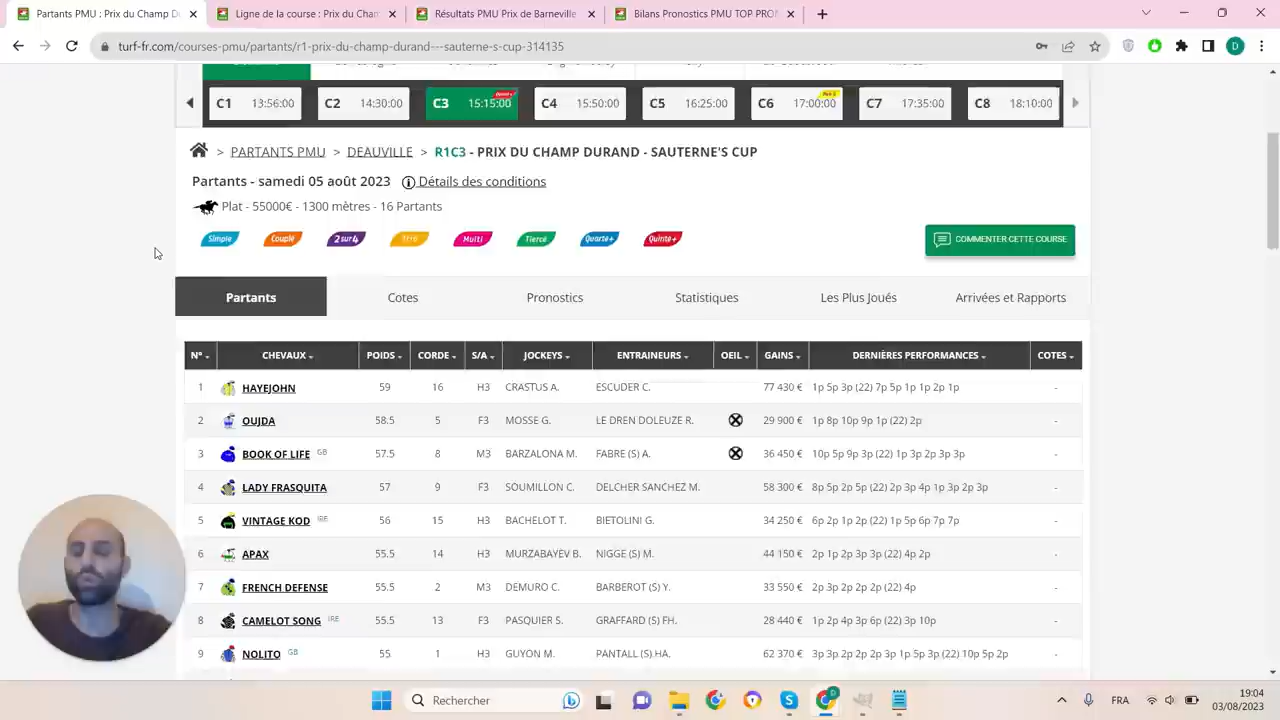 Partants PMU : Prix du Champ D
Ligne de course : Prix du Champ
Résultats PMU Prix de Barneville
Bilans Pronostics PMU TOP PRO
turf-fr.com/courses-pmu/partants/r1-prix-du-champ-durand---sauterne-s-cup-314135
C1 13:56:00 C2 14:30:00 C3 15:15:00 C4 15:50:00 C5 16:25:00 C6 17:00:00 C7 17:35:00 C8 18:10:00
> PARTANTS PMU > DEAUVILLE > R1C3 - PRIX DU CHAMP DURAND - SAUTERNE'S CUP
Partants - samedi 05 août 2023 Détails des conditions
Plat - 55000€ - 1300 mètres - 16 Partants
Simple Couplé 2 sur 4 Trio Multi Tiercé Quarté+ Quinté+
COMMENTER CETTE COURSE
Partants Cotes Pronostics Statistiques Les Plus Joués Arrivées et Rapports
N° CHEVAUX POIDS CORDE S/A JOCKEYS ENTRAINEURS OEIL GAINS DERNIÈRES PERFORMANCES COTES
1 HAYEJOHN 59 16 H3 CRASTUS A. ESCUDER C. 77 430 € 1p 5p 3p (22) 7p 5p 1p 1p 2p 1p -
2 OUJDA 58.5 5 F3 MOSSE G. LE DREN DOLEUZE R. 29 900 € 1p 8p 10p 9p 1p (22) 2p -
3 BOOK OF LIFE GB 57.5 8 M3 BARZALONA M. FABRE (S) A. 36 450 € 10p 5p 9p 3p (22) 1p 3p 2p 3p 3p -
4 LADY FRASQUITA 57 9 F3 SOUMILLON C. DELCHER SANCHEZ M. 58 300 € 8p 5p 2p 5p (22) 2p 3p 4p 1p 3p 2p 3p -
5 VINTAGE KOD IRE 56 15 H3 BACHELOT T. BIETOLINI G. 34 250 € 6p 2p 1p 2p (22) 1p 5p 6p 7p 7p -
6 APAX 55.5 14 H3 MURZABAYEV B. NIGGE (S) M. 44 150 € 2p 1p 2p 3p 3p (22) 4p 2p -
7 FRENCH DEFENSE 55.5 2 M3 DEMURO C. BARBEROT (S) Y. 33 550 € 2p 3p 2p 2p 2p (22) 4p -
8 CAMELOT SONG IRE 55.5 13 F3 PASQUIER S. GRAFFARD (S) FH. 28 440 € 1p 2p 4p 3p 6p (22) 3p 10p -
9 NOLITO GB 55 1 H3 GUYON M. PANTALL (S) HA. 62 370 € 3p 3p 2p 2p 2p 3p 1p 5p 3p (22) 10p 5p 2p -
Rechercher
FRA
19:04
03/08/2023